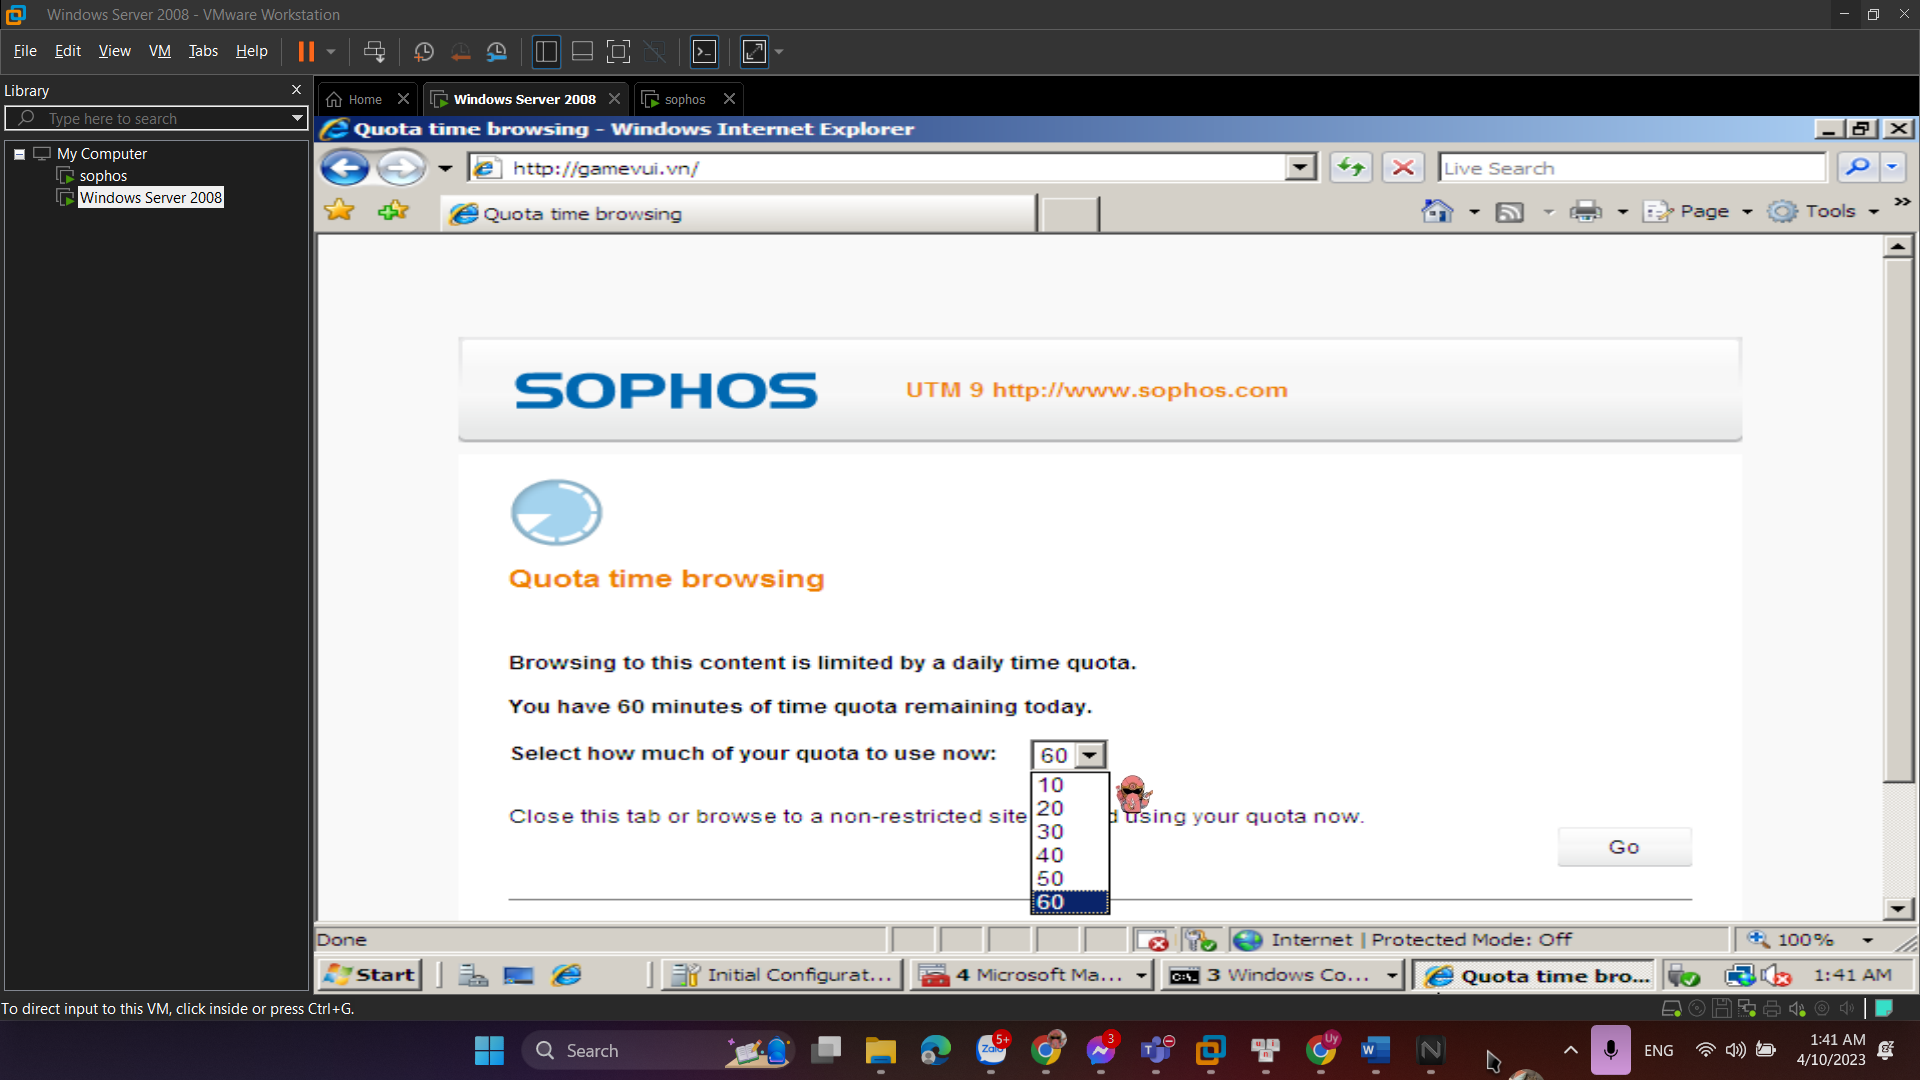 Windows Server 2008 - VMware Workstation
File Edit View VM Tabs Help
Library
Type here to search
My Computer
sophos
Windows Server 2008
Home
Windows Server 2008
sophos
Quota time browsing - Windows Internet Explorer
http://gamevui.vn/
Live Search
Quota time browsing
Page
Tools
SOPHOS
UTM 9 http://www.sophos.com
Quota time browsing
Browsing to this content is limited by a daily time quota.
You have 60 minutes of time quota remaining today.
Select how much of your quota to use now: 60
10
20
30
40
50
60
Close this tab or browse to a non-restricted site using your quota now.
Go
Done
Internet | Protected Mode: Off
100%
Start
Initial Configurat...
4 Microsoft Ma...
3 Windows Co...
Quota time bro...
1:41 AM
To direct input to this VM, click inside or press Ctrl+G.
Search
Zalo
5+
3
Uy
ENG
1:41 AM
4/10/2023